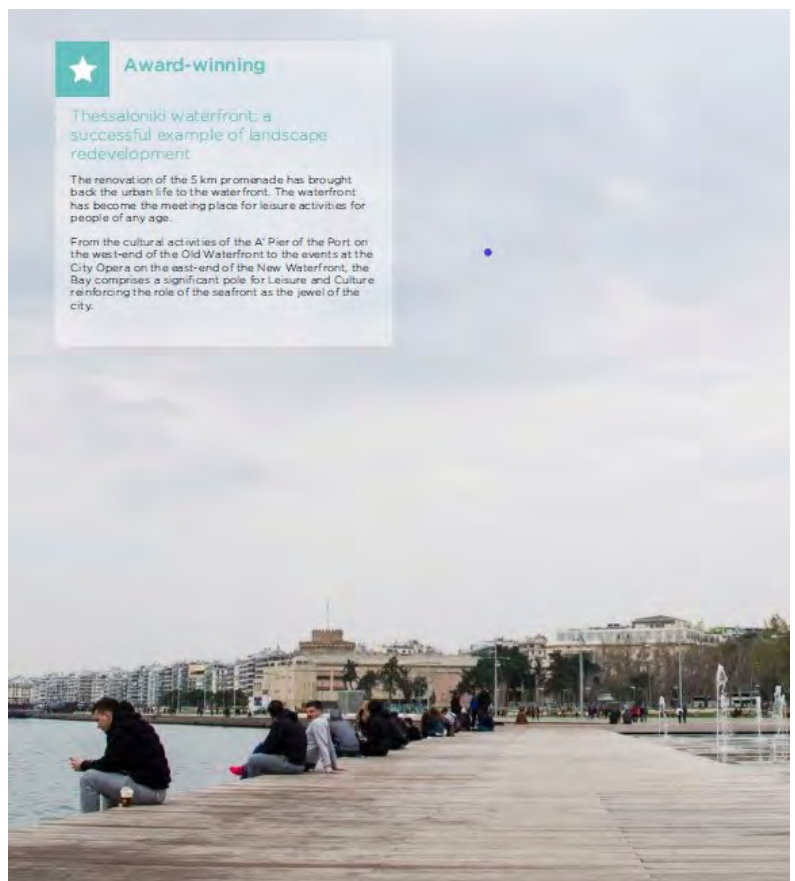 Award-winning
Thessaloniki waterfront: a
successful example of landscape
redevelopment
The renovation of the 5 km promenade has brought
back the urban life to the waterfront. The waterfront
has become the meeting place for leisure activities for
people of any age.
From the cultural activities of the A' Pier of the Port on
the west-end of the Old Waterfront to the events at the
City Opera on the east-end of the New Waterfront, the
Bay comprises a significant pole for Leisure and Culture
reinforcing the role of the seafront as the jewel of the
city.